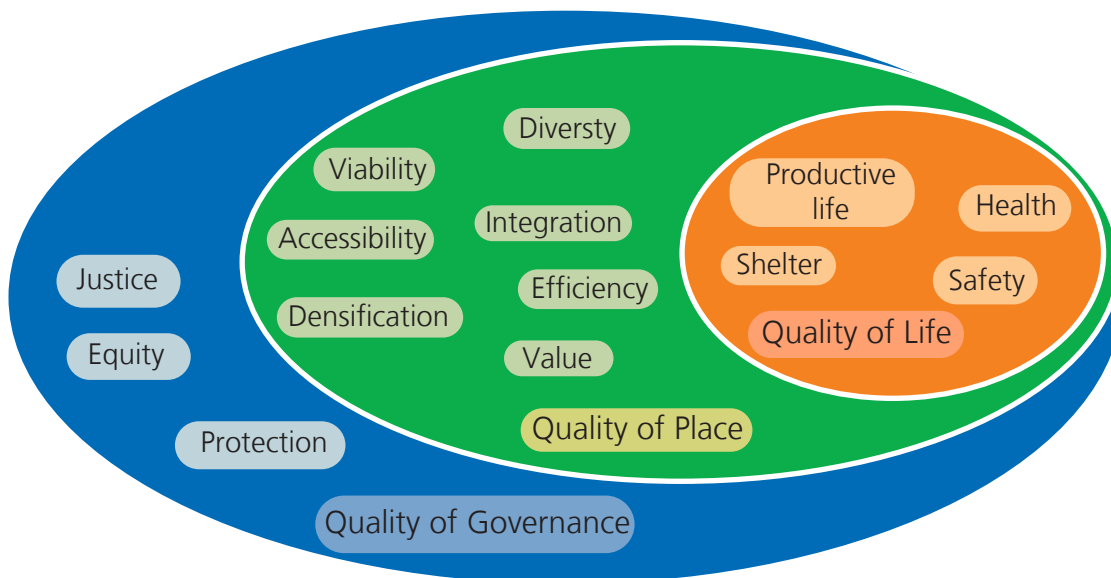 Diversty
Viability
Productive
life
Health
Integration
Accessibility
Shelter
Justice
Safety
Efficiency
Densification
Quality of Life
Equity
Value
Quality of Place
Protection
Quality of Governance